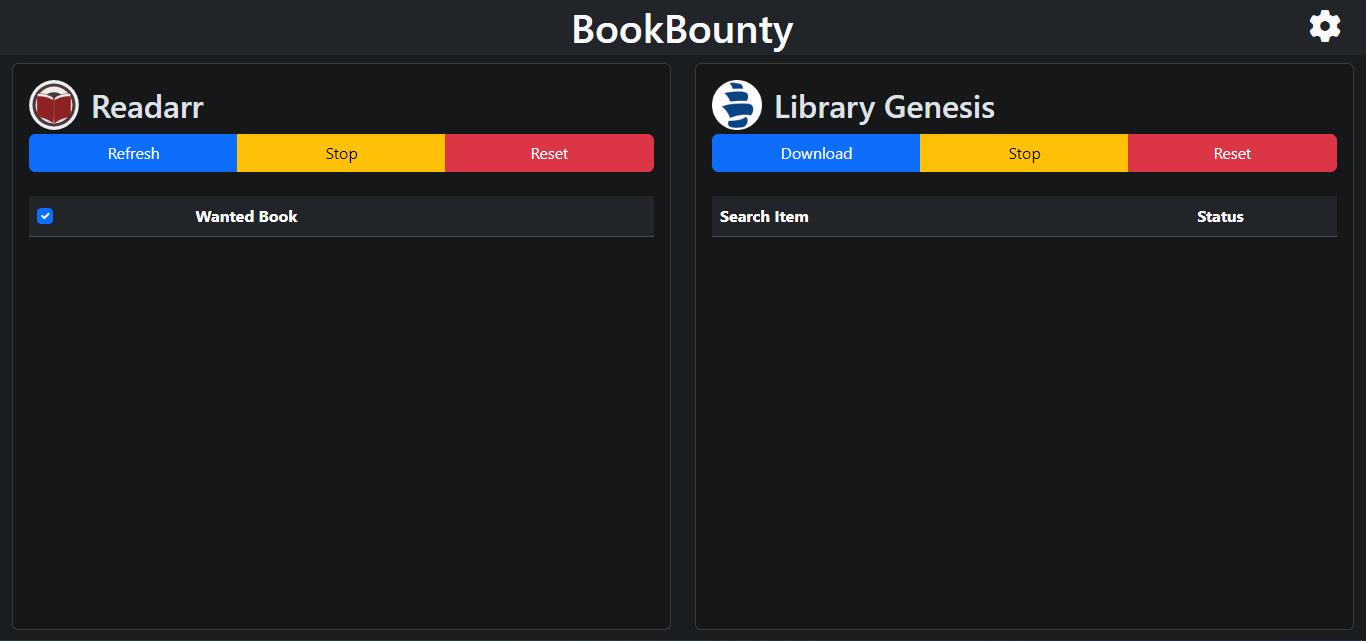 BookBounty
Readarr
Refresh Stop Reset
Wanted Book
Library Genesis
Download Stop Reset
Search Item Status